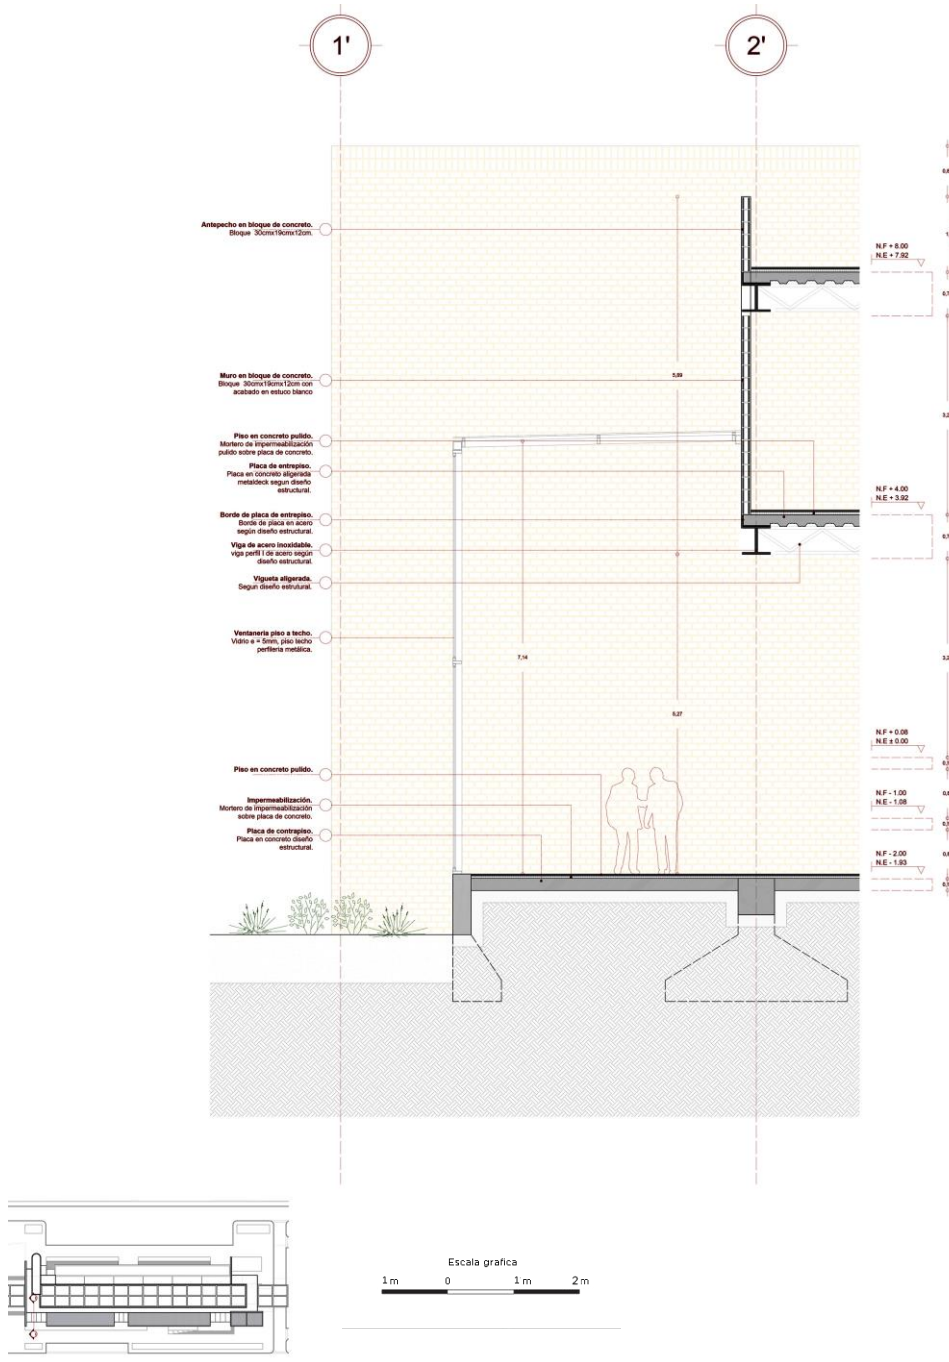 1'
2'
Antepecho en bloque de concreto.
Bloque 30cmx19cmx12cm.
N.F + 8.00
N.E + 7.92
Muro en bloque de concreto.
Bloque 30cmx19cmx12cm con
acabado en estuco blanco
5,69
Piso en concreto pulido.
Mortero de impermeabilización
pulido sobre placa de concreto.
Placa de entrepiso.
Placa en concreto aligerada
metaldeck segun diseño
estructural.
N.F + 4.00
N.E + 3.92
Borde de placa de entrepiso.
Borde de placa en acero
según diseño estructural.
Viga de acero inoxidable.
viga perfil I de acero según
diseño estructural.
Vigueta aligerada.
Segun diseño estrutural.
Ventaneria piso a techo.
Vidrio e = 5mm, piso techo
perfileria metálica.
7,14
5,27
N.F + 0.08
N.E ± 0.00
Piso en concreto pulido.
N.F - 1.00
N.E - 1.08
Impermeabilización.
Mortero de impermeabilización
sobre placa de concreto.
Placa de contrapiso.
Placa en concreto diseño
estructural.
N.F - 2.00
N.E - 1.93
Escala grafica
1 m 0 1 m 2 m